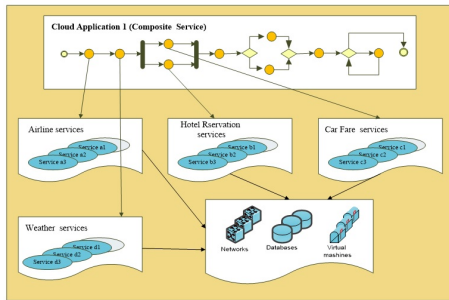 Cloud Application 1 (Composite Service)
Airline services
Service a1
Service a2
Service a3
Hotel Rservation
services
Service b1
Service b2
Service b3
Car Fare services
Service c1
Service c2
Service c3
Weather services
Service d1
Service d2
Service d3
Networks
Databases
Virtual
machines